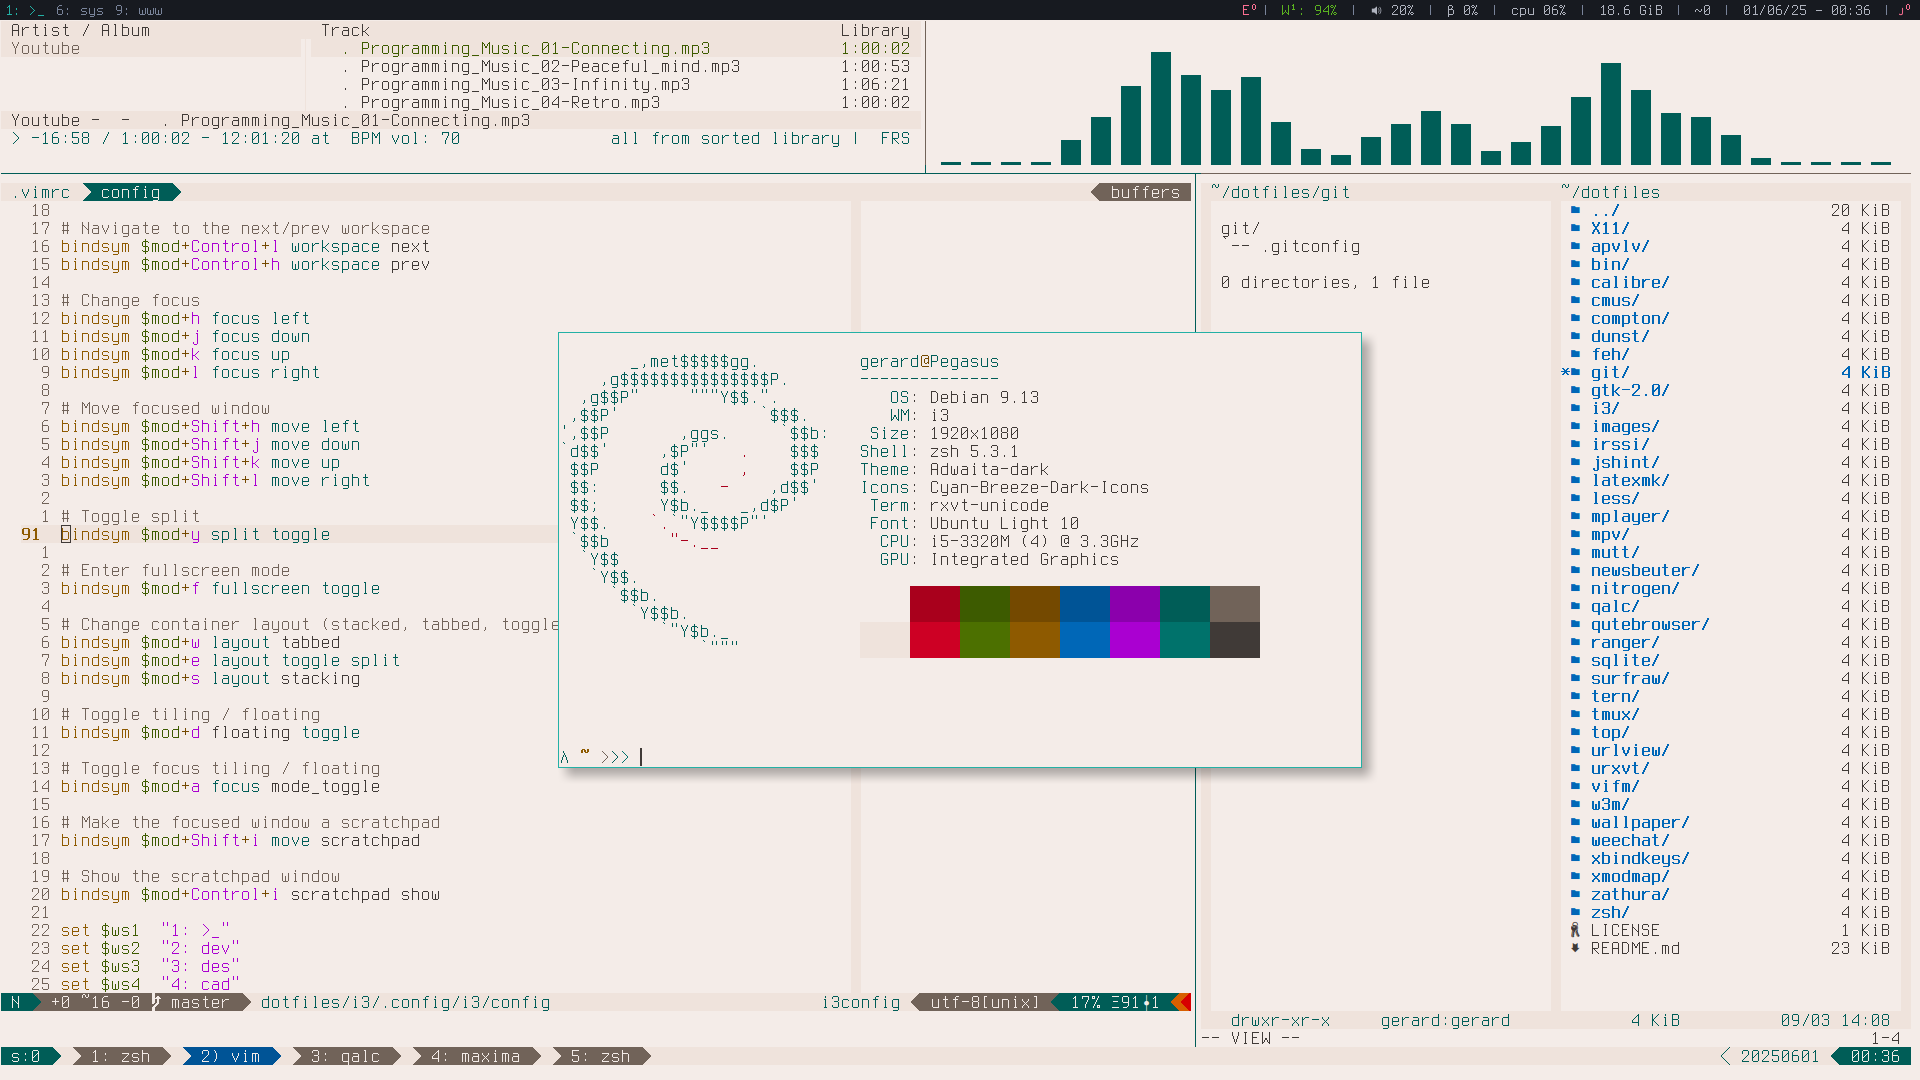 1: >_ 6: sys 9: www
E⁰ | W¹: 94% | 20% | β 0% | cpu 06% | 18.6 GiB | ~0 | 01/06/25 - 00:36 |
Artist / Album Track Library
Youtube . Programming_Music_01-Connecting.mp3 1:00:02
. Programming_Music_02-Peaceful_mind.mp3 1:00:53
. Programming_Music_03-Infinity.mp3 1:06:21
. Programming_Music_04-Retro.mp3 1:00:02
Youtube - - . Programming_Music_01-Connecting.mp3
> -16:58 / 1:00:02 - 12:01:20 at BPM vol: 70 all from sorted library | FRS
.vimrc config buffers
18
17 # Navigate to the next/prev workspace
16 bindsym $mod+Control+l workspace next
15 bindsym $mod+Control+h workspace prev
14
13 # Change focus
12 bindsym $mod+h focus left
11 bindsym $mod+j focus down
10 bindsym $mod+k focus up
9 bindsym $mod+l focus right
8
7 # Move focused window
6 bindsym $mod+Shift+h move left
5 bindsym $mod+Shift+j move down
4 bindsym $mod+Shift+k move up
3 bindsym $mod+Shift+l move right
2
1 # Toggle split
91 bindsym $mod+y split toggle
1
2 # Enter fullscreen mode
3 bindsym $mod+f fullscreen toggle
4
5 # Change container layout (stacked, tabbed, toggle
6 bindsym $mod+w layout tabbed
7 bindsym $mod+e layout toggle split
8 bindsym $mod+s layout stacking
9
10 # Toggle tiling / floating
11 bindsym $mod+d floating toggle
12
13 # Toggle focus tiling / floating
14 bindsym $mod+a focus mode_toggle
15
16 # Make the focused window a scratchpad
17 bindsym $mod+Shift+i move scratchpad
18
19 # Show the scratchpad window
20 bindsym $mod+Control+i scratchpad show
21
22 set $ws1 "1: >_"
23 set $ws2 "2: dev"
24 set $ws3 "3: des"
25 set $ws4 "4: cad"
N +0 ~16 -0 master dotfiles/i3/.config/i3/config i3config utf-8[unix] 17% Ξ91 1
gerard@Pegasus
--------------
OS: Debian 9.13
WM: i3
Size: 1920x1080
Shell: zsh 5.3.1
Theme: Adwaita-dark
Icons: Cyan-Breeze-Dark-Icons
Term: rxvt-unicode
Font: Ubuntu Light 10
CPU: i5-3320M (4) @ 3.3GHz
GPU: Integrated Graphics
λ ~ >>>
~/dotfiles/git
git/
`-- .gitconfig
0 directories, 1 file
~/dotfiles
../ 20 KiB
X11/ 4 KiB
apvlv/ 4 KiB
bin/ 4 KiB
calibre/ 4 KiB
cmus/ 4 KiB
compton/ 4 KiB
dunst/ 4 KiB
feh/ 4 KiB
* git/ 4 KiB
gtk-2.0/ 4 KiB
i3/ 4 KiB
images/ 4 KiB
irssi/ 4 KiB
jshint/ 4 KiB
latexmk/ 4 KiB
less/ 4 KiB
mplayer/ 4 KiB
mpv/ 4 KiB
mutt/ 4 KiB
newsbeuter/ 4 KiB
nitrogen/ 4 KiB
qalc/ 4 KiB
qutebrowser/ 4 KiB
ranger/ 4 KiB
sqlite/ 4 KiB
surfraw/ 4 KiB
tern/ 4 KiB
tmux/ 4 KiB
top/ 4 KiB
urlview/ 4 KiB
urxvt/ 4 KiB
vifm/ 4 KiB
w3m/ 4 KiB
wallpaper/ 4 KiB
weechat/ 4 KiB
xbindkeys/ 4 KiB
xmodmap/ 4 KiB
zathura/ 4 KiB
zsh/ 4 KiB
LICENSE 1 KiB
README.md 23 KiB
drwxr-xr-x gerard:gerard 4 KiB 09/03 14:08
-- VIEW -- 1-4
s:0 1: zsh 2) vim 3: qalc 4: maxima 5: zsh 20250601 00:36